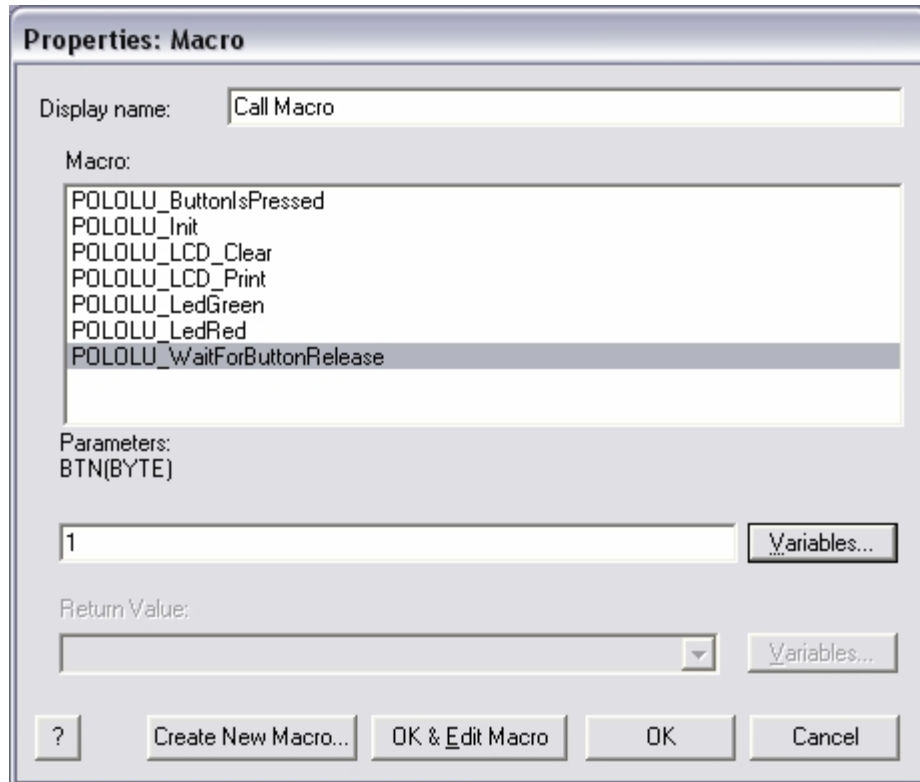 Properties: Macro
Display name: Call Macro
Macro:
POLOLU_ButtonIsPressed
POLOLU_Init
POLOLU_LCD_Clear
POLOLU_LCD_Print
POLOLU_LedGreen
POLOLU_LedRed
POLOLU_WaitForButtonRelease
Parameters:
BTN(BYTE)
1 Variables...
Return Value:
Variables...
? Create New Macro... OK & Edit Macro OK Cancel